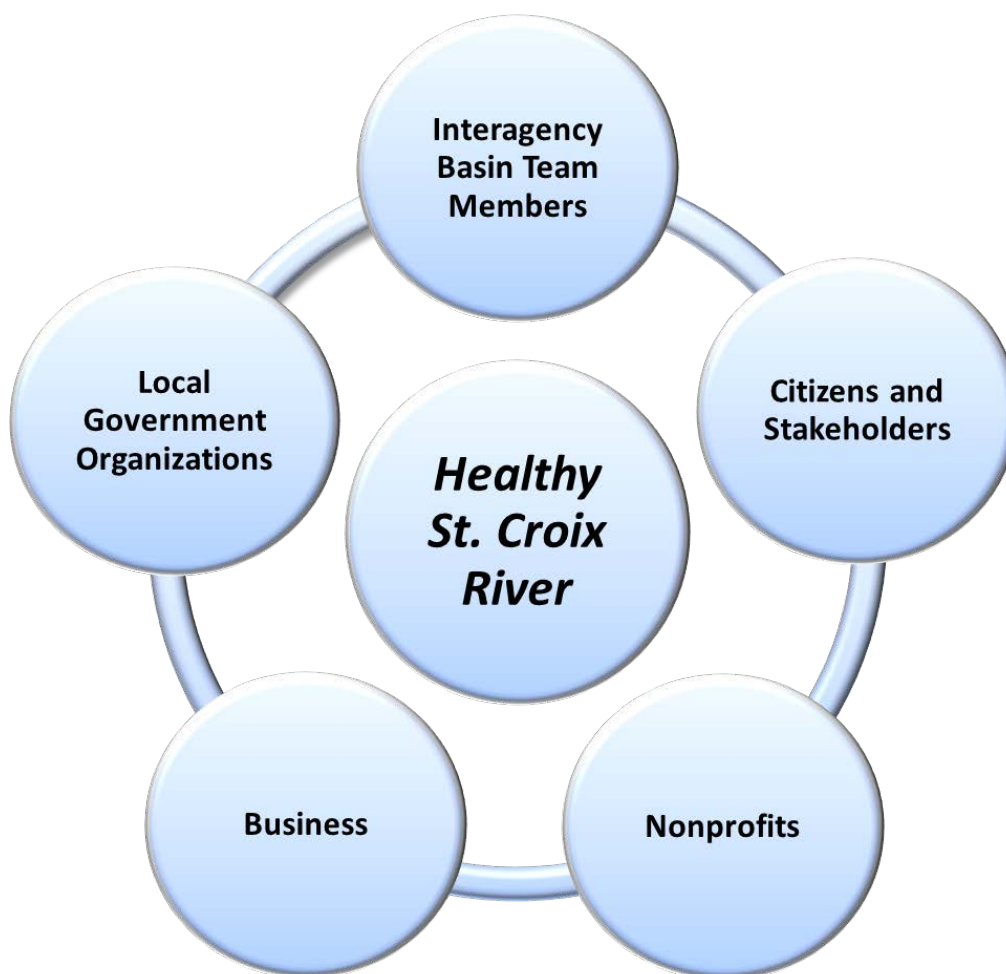 Interagency
Basin Team
Members
Citizens and
Stakeholders
Nonprofits
Business
Local
Government
Organizations
Healthy
St. Croix
River